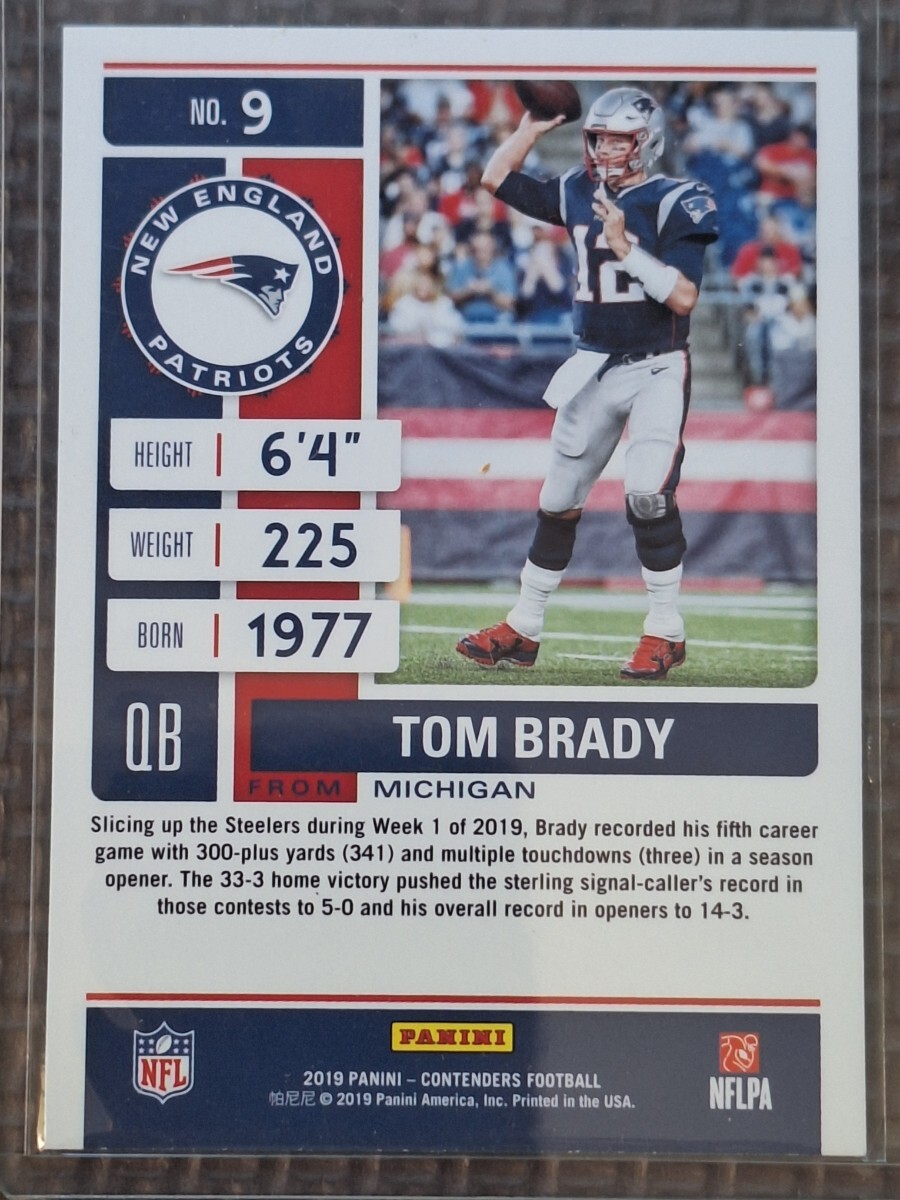 NO. 9
NEW ENGLAND
PATRIOTS
12
HEIGHT 6'4"
WEIGHT 225
BORN 1977
QB
TOM BRADY
FROM MICHIGAN
Slicing up the Steelers during Week 1 of 2019, Brady recorded his fifth career
game with 300-plus yards (341) and multiple touchdowns (three) in a season
opener. The 33-3 home victory pushed the sterling signal-caller's record in
those contests to 5-0 and his overall record in openers to 14-3.
NFL
PANINI
2019 PANINI – CONTENDERS FOOTBALL
帕尼尼 © 2019 Panini America, Inc. Printed in the USA.
NFLPA